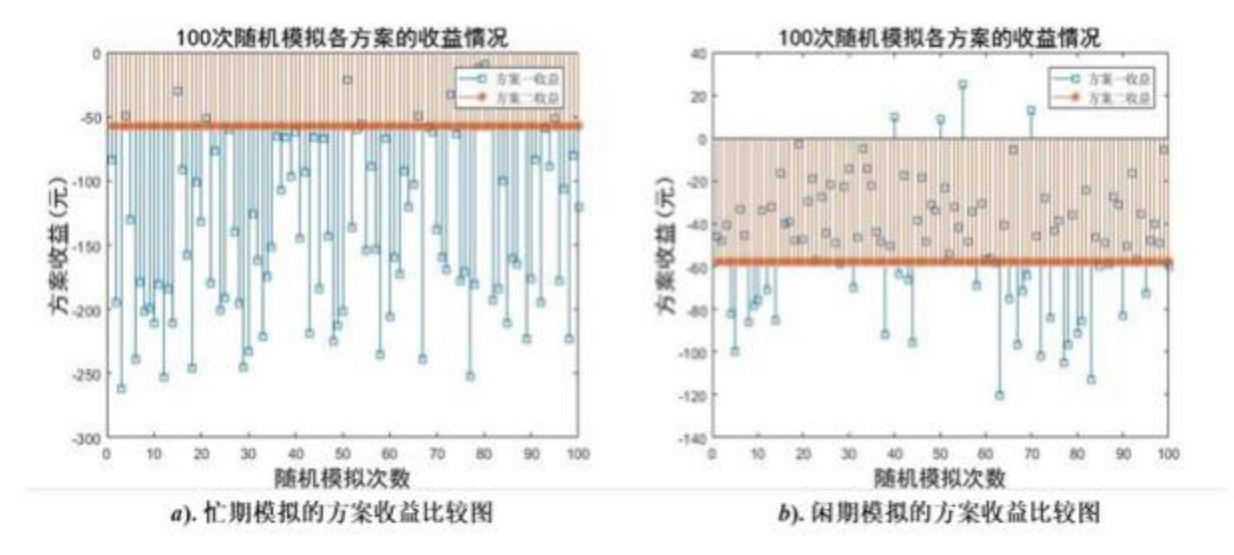 100次随机模拟各方案的收益情况
0
-50
-100
-150
-200
-250
-300
方案收益(元)
方案一收益
方案二收益
0 10 20 30 40 50 60 70 80 90 100
随机模拟次数
a). 忙期模拟的方案收益比较图
100次随机模拟各方案的收益情况
40
20
0
-20
-40
-60
-80
-100
-120
-140
方案收益(元)
方案一收益
方案二收益
0 10 20 30 40 50 60 70 80 90 100
随机模拟次数
b). 闲期模拟的方案收益比较图